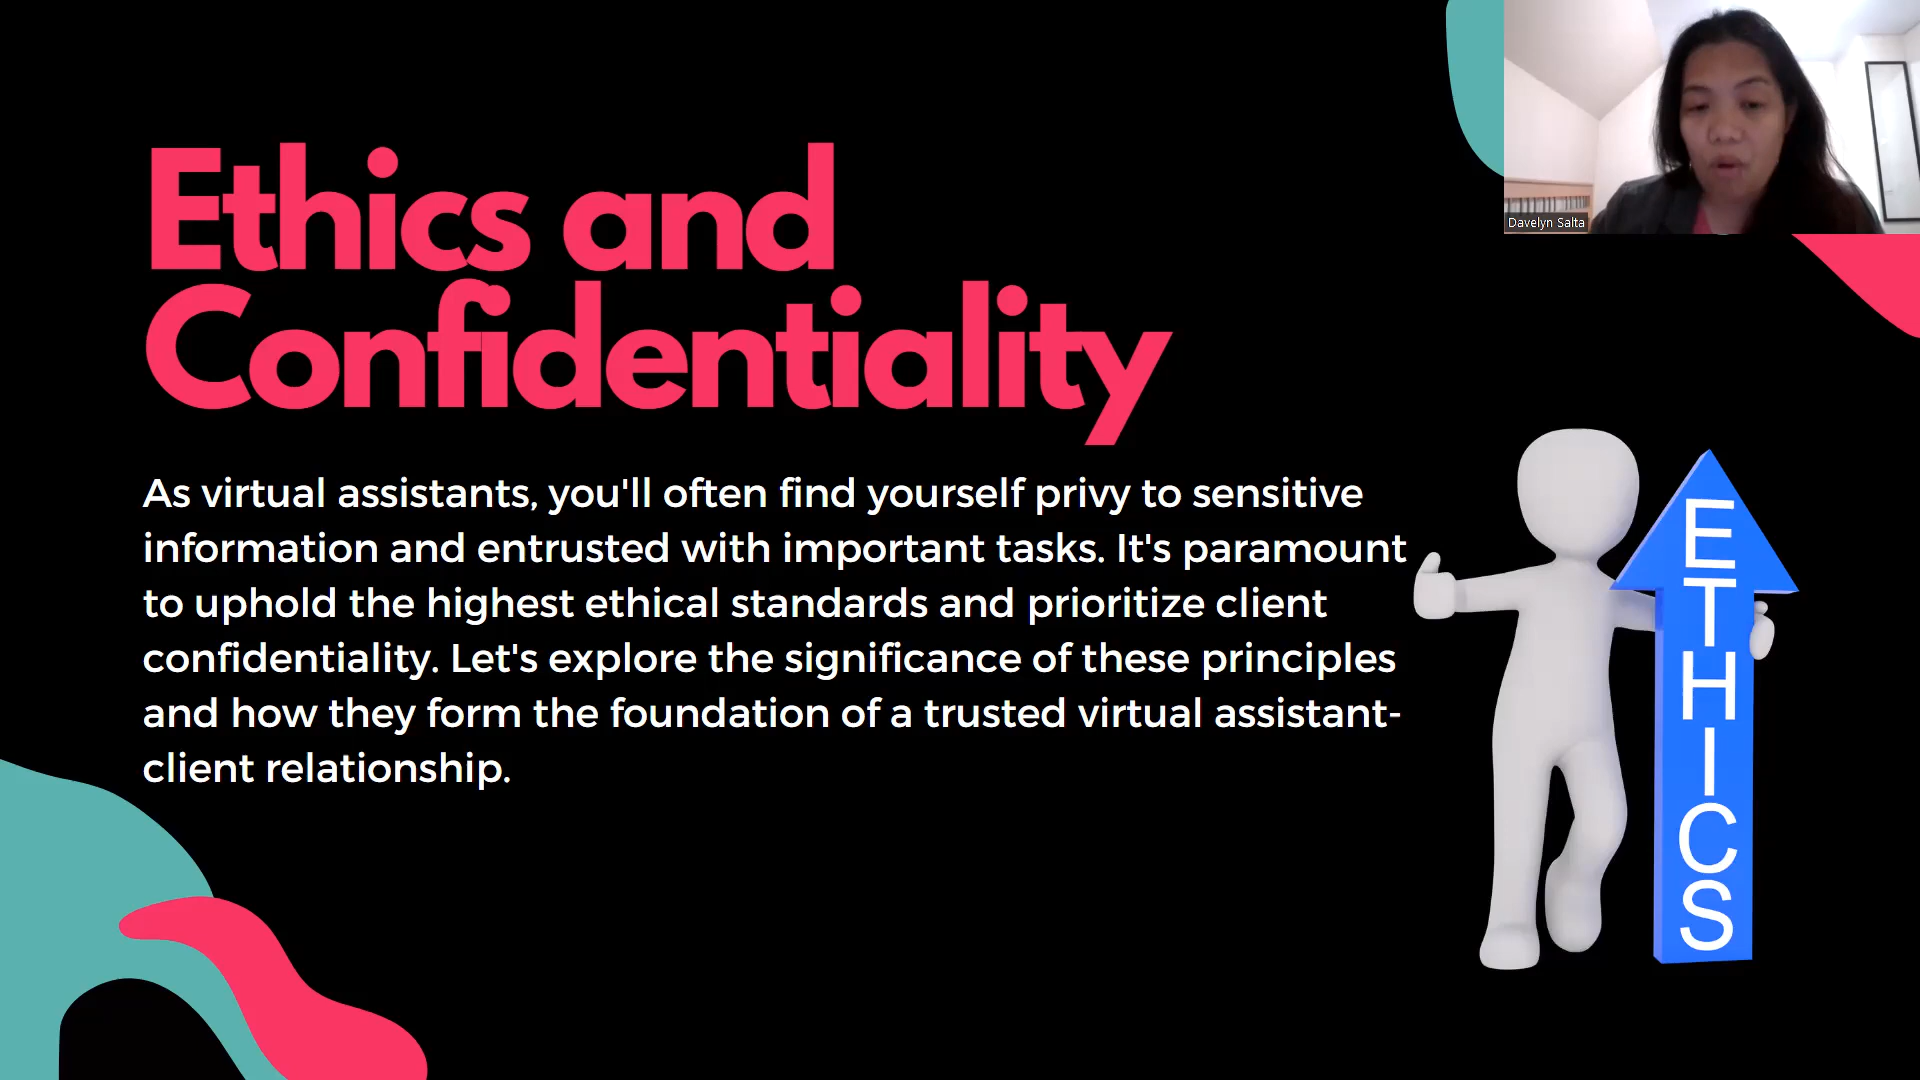 Ethics and
Confidentiality
As virtual assistants, you'll often find yourself privy to sensitive
information and entrusted with important tasks. It's paramount
to uphold the highest ethical standards and prioritize client
confidentiality. Let's explore the significance of these principles
and how they form the foundation of a trusted virtual assistant-
client relationship.
Davelyn Salta
ETHICS